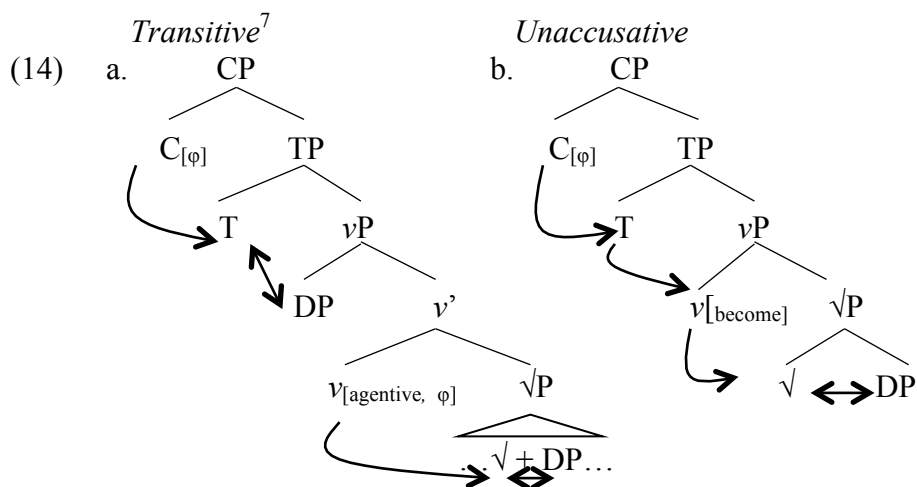 Transitive⁷ Unaccusative
(14) a. CP b. CP
C[φ] TP C[φ] TP
T vP T vP
DP v’ v[become] √P
v[agentive, φ] √P √ DP
…√ + DP…